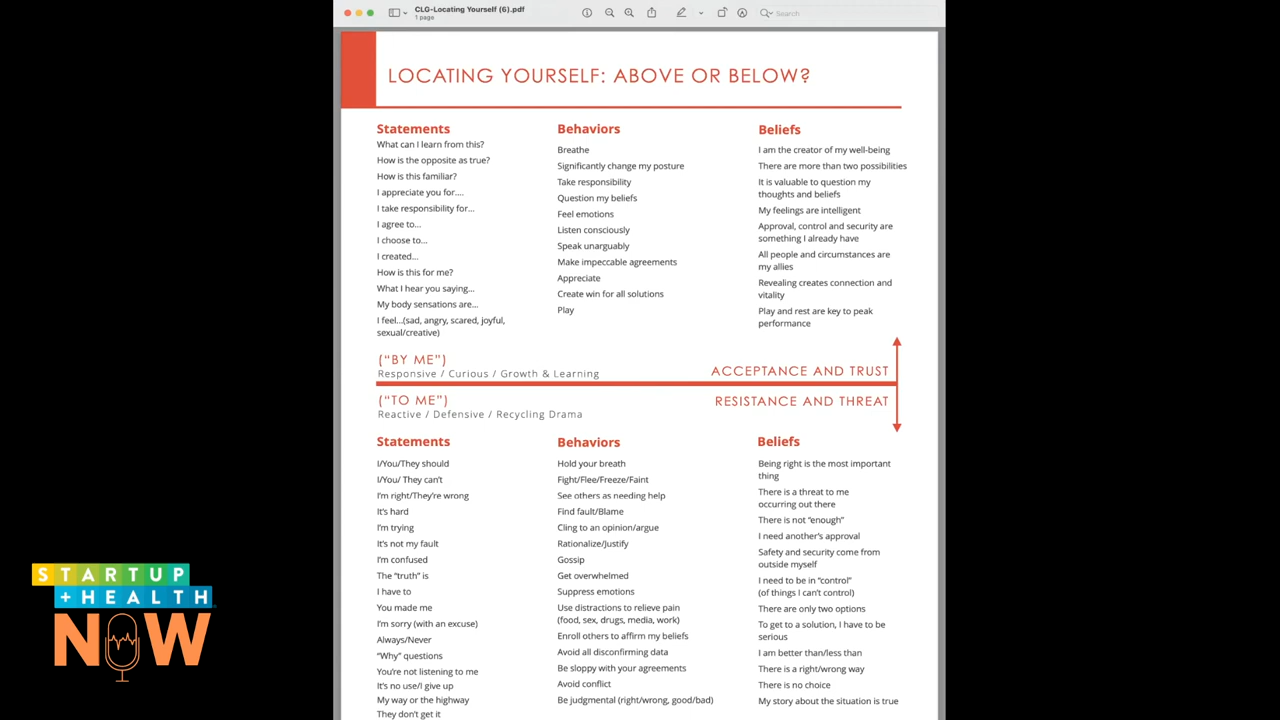 CLG-Locating Yourself (6).pdf
1 page
Search
LOCATING YOURSELF: ABOVE OR BELOW?
Statements
What can I learn from this?
How is the opposite as true?
How is this familiar?
I appreciate you for....
I take responsibility for...
I agree to...
I choose to...
I created...
How is this for me?
What I hear you saying...
My body sensations are...
I feel...(sad, angry, scared, joyful,
sexual/creative)
Behaviors
Breathe
Significantly change my posture
Take responsibility
Question my beliefs
Feel emotions
Listen consciously
Speak unarguably
Make impeccable agreements
Appreciate
Create win for all solutions
Play
Beliefs
I am the creator of my well-being
There are more than two possibilities
It is valuable to question my
thoughts and beliefs
My feelings are intelligent
Approval, control and security are
something I already have
All people and circumstances are
my allies
Revealing creates connection and
vitality
Play and rest are key to peak
performance
("BY ME")
Responsive / Curious / Growth & Learning
ACCEPTANCE AND TRUST
("TO ME")
Reactive / Defensive / Recycling Drama
RESISTANCE AND THREAT
Statements
I/You/They should
I/You/ They can't
I'm right/They're wrong
It's hard
I'm trying
It's not my fault
I'm confused
The "truth" is
I have to
You made me
I'm sorry (with an excuse)
Always/Never
"Why" questions
You're not listening to me
It's no use/I give up
My way or the highway
They don't get it
Behaviors
Hold your breath
Fight/Flee/Freeze/Faint
See others as needing help
Find fault/Blame
Cling to an opinion/argue
Rationalize/Justify
Gossip
Get overwhelmed
Suppress emotions
Use distractions to relieve pain
(food, sex, drugs, media, work)
Enroll others to affirm my beliefs
Avoid all disconfirming data
Be sloppy with your agreements
Avoid conflict
Be judgmental (right/wrong, good/bad)
Beliefs
Being right is the most important
thing
There is a threat to me
occurring out there
There is not "enough"
I need another's approval
Safety and security come from
outside myself
I need to be in "control"
(of things I can't control)
There are only two options
To get to a solution, I have to be
serious
I am better than/less than
There is a right/wrong way
There is no choice
My story about the situation is true
STARTUP
+HEALTH
NOW